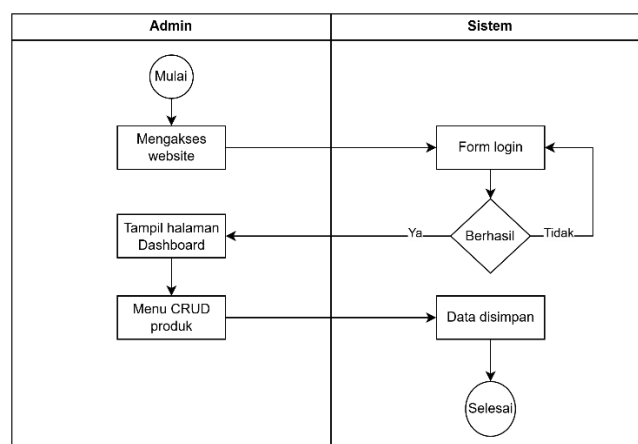 Admin
Sistem
Mulai
Mengakses
website
Form login
Tampil halaman
Dashboard
Ya
Berhasil
Tidak
Menu CRUD
produk
Data disimpan
Selesai